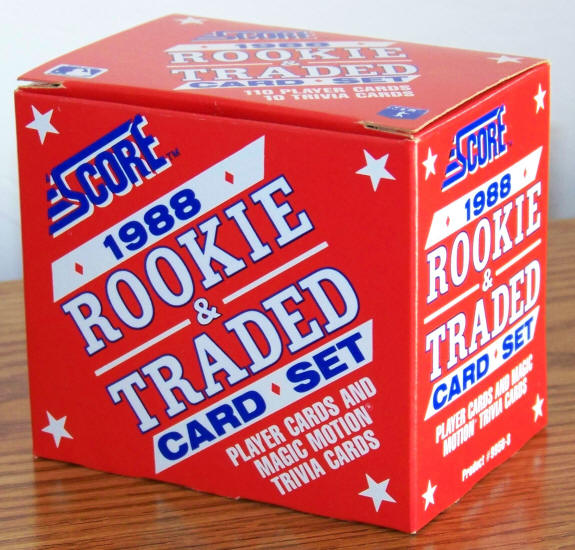 SCORE
1988
ROOKIE
&
TRADED
CARD SET
110 PLAYER CARDS
10 TRIVIA CARDS
SCORE™
1988
ROOKIE
&
TRADED
CARD • SET
PLAYER CARDS AND
MAGIC MOTION®
TRIVIA CARDS
SCORE
1988
ROOKIE
&
TRADED
CARD • SET
PLAYER CARDS AND MAGIC
MOTION® TRIVIA CARDS